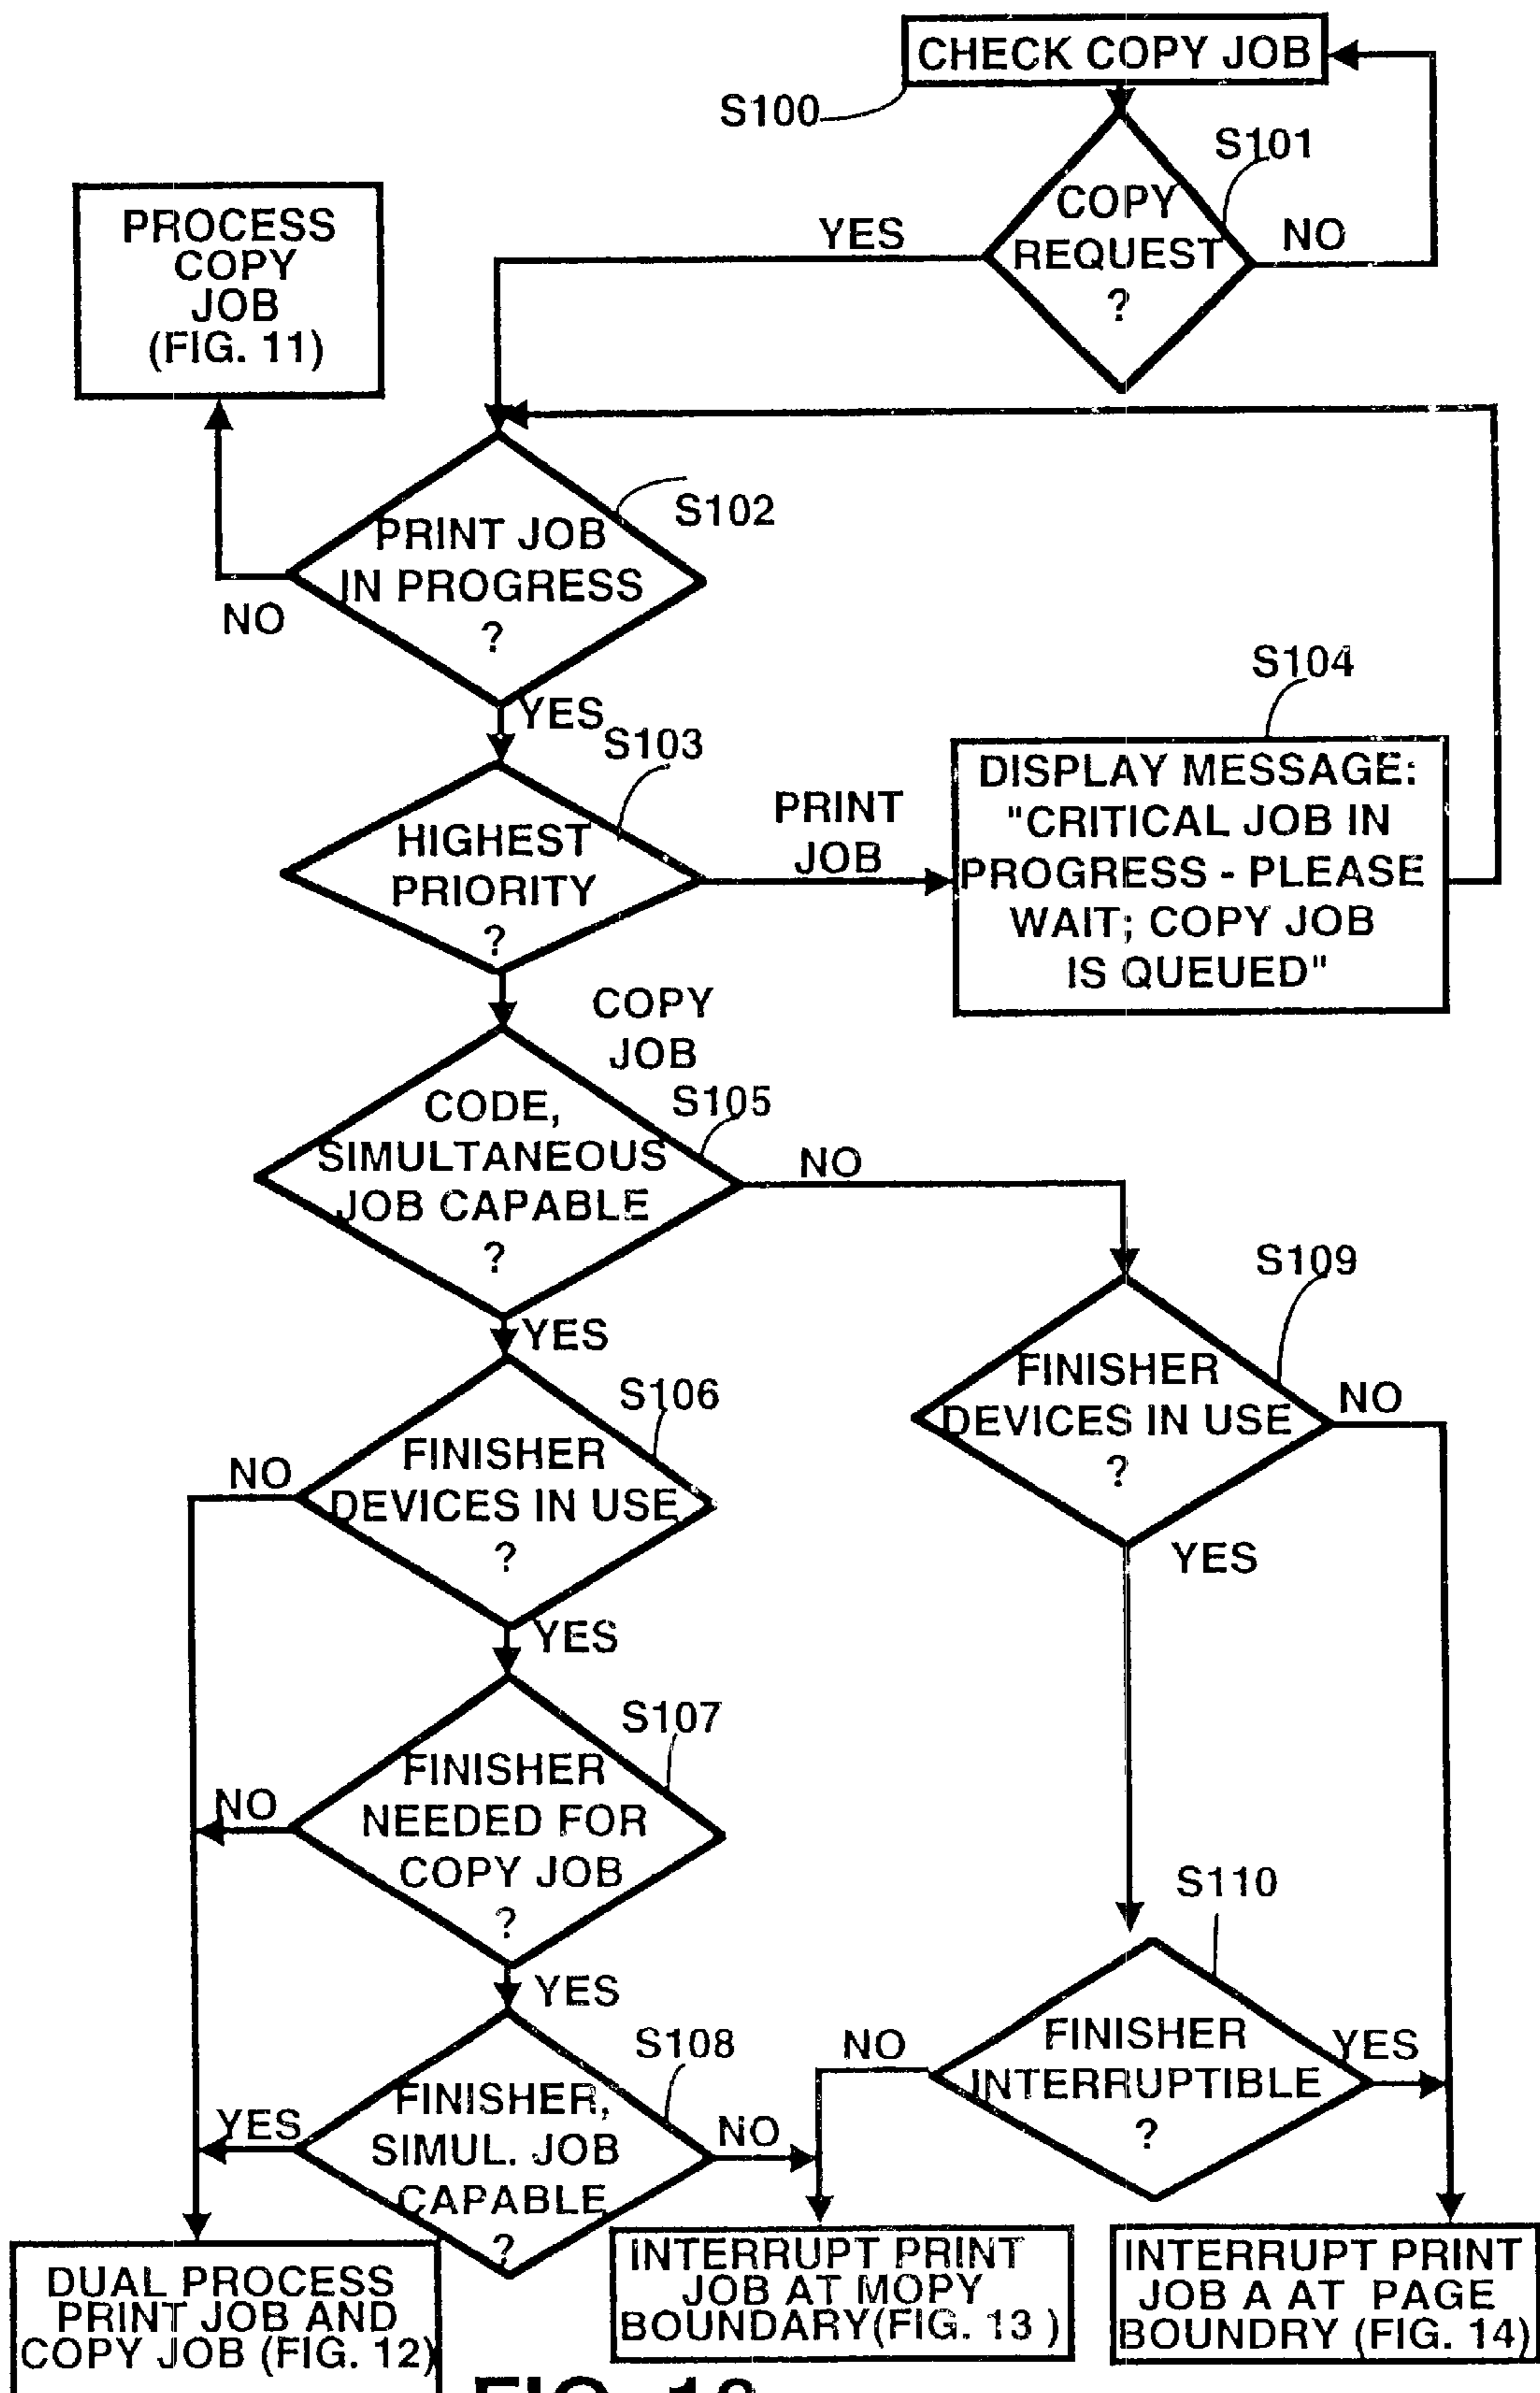 CHECK COPY JOB
S100
S101
COPY
REQUEST
?
YES
NO
PROCESS
COPY
JOB
(FIG. 11)
S102
PRINT JOB
IN PROGRESS
?
NO
YES
S103
HIGHEST
PRIORITY
?
PRINT
JOB
S104
DISPLAY MESSAGE:
"CRITICAL JOB IN
PROGRESS - PLEASE
WAIT; COPY JOB
IS QUEUED"
COPY
JOB
S105
CODE,
SIMULTANEOUS
JOB CAPABLE
?
NO
YES
S106
FINISHER
DEVICES IN USE
?
NO
YES
S109
FINISHER
DEVICES IN USE
?
NO
YES
S107
FINISHER
NEEDED FOR
COPY JOB
?
NO
YES
S110
FINISHER
INTERRUPTIBLE
?
NO
YES
S108
FINISHER,
SIMUL. JOB
CAPABLE
?
YES
NO
DUAL PROCESS
PRINT JOB AND
COPY JOB (FIG. 12)
INTERRUPT PRINT
JOB AT MOPY
BOUNDARY(FIG. 13 )
INTERRUPT PRINT
JOB A AT PAGE
BOUNDRY (FIG. 14)
FIG.